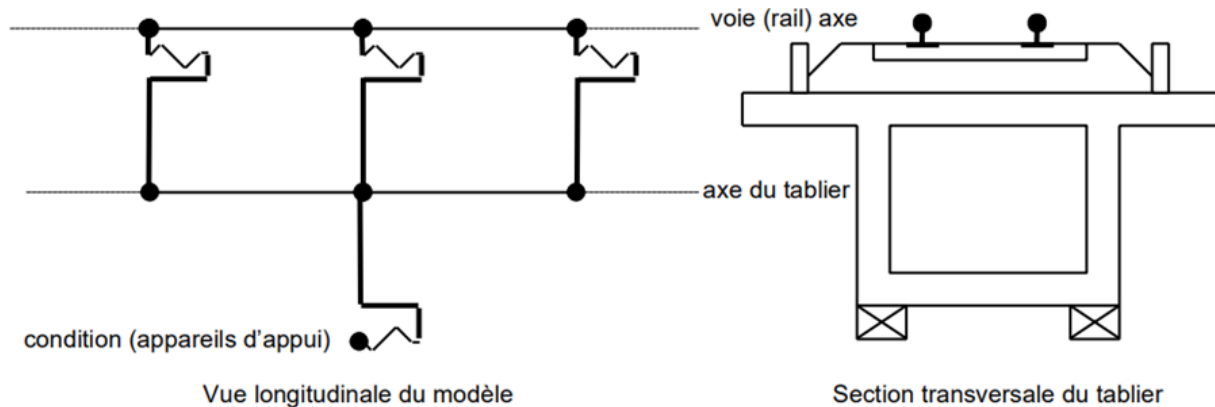 voie (rail) axe
axe du tablier
condition (appareils d'appui)
Vue longitudinale du modèle
Section transversale du tablier